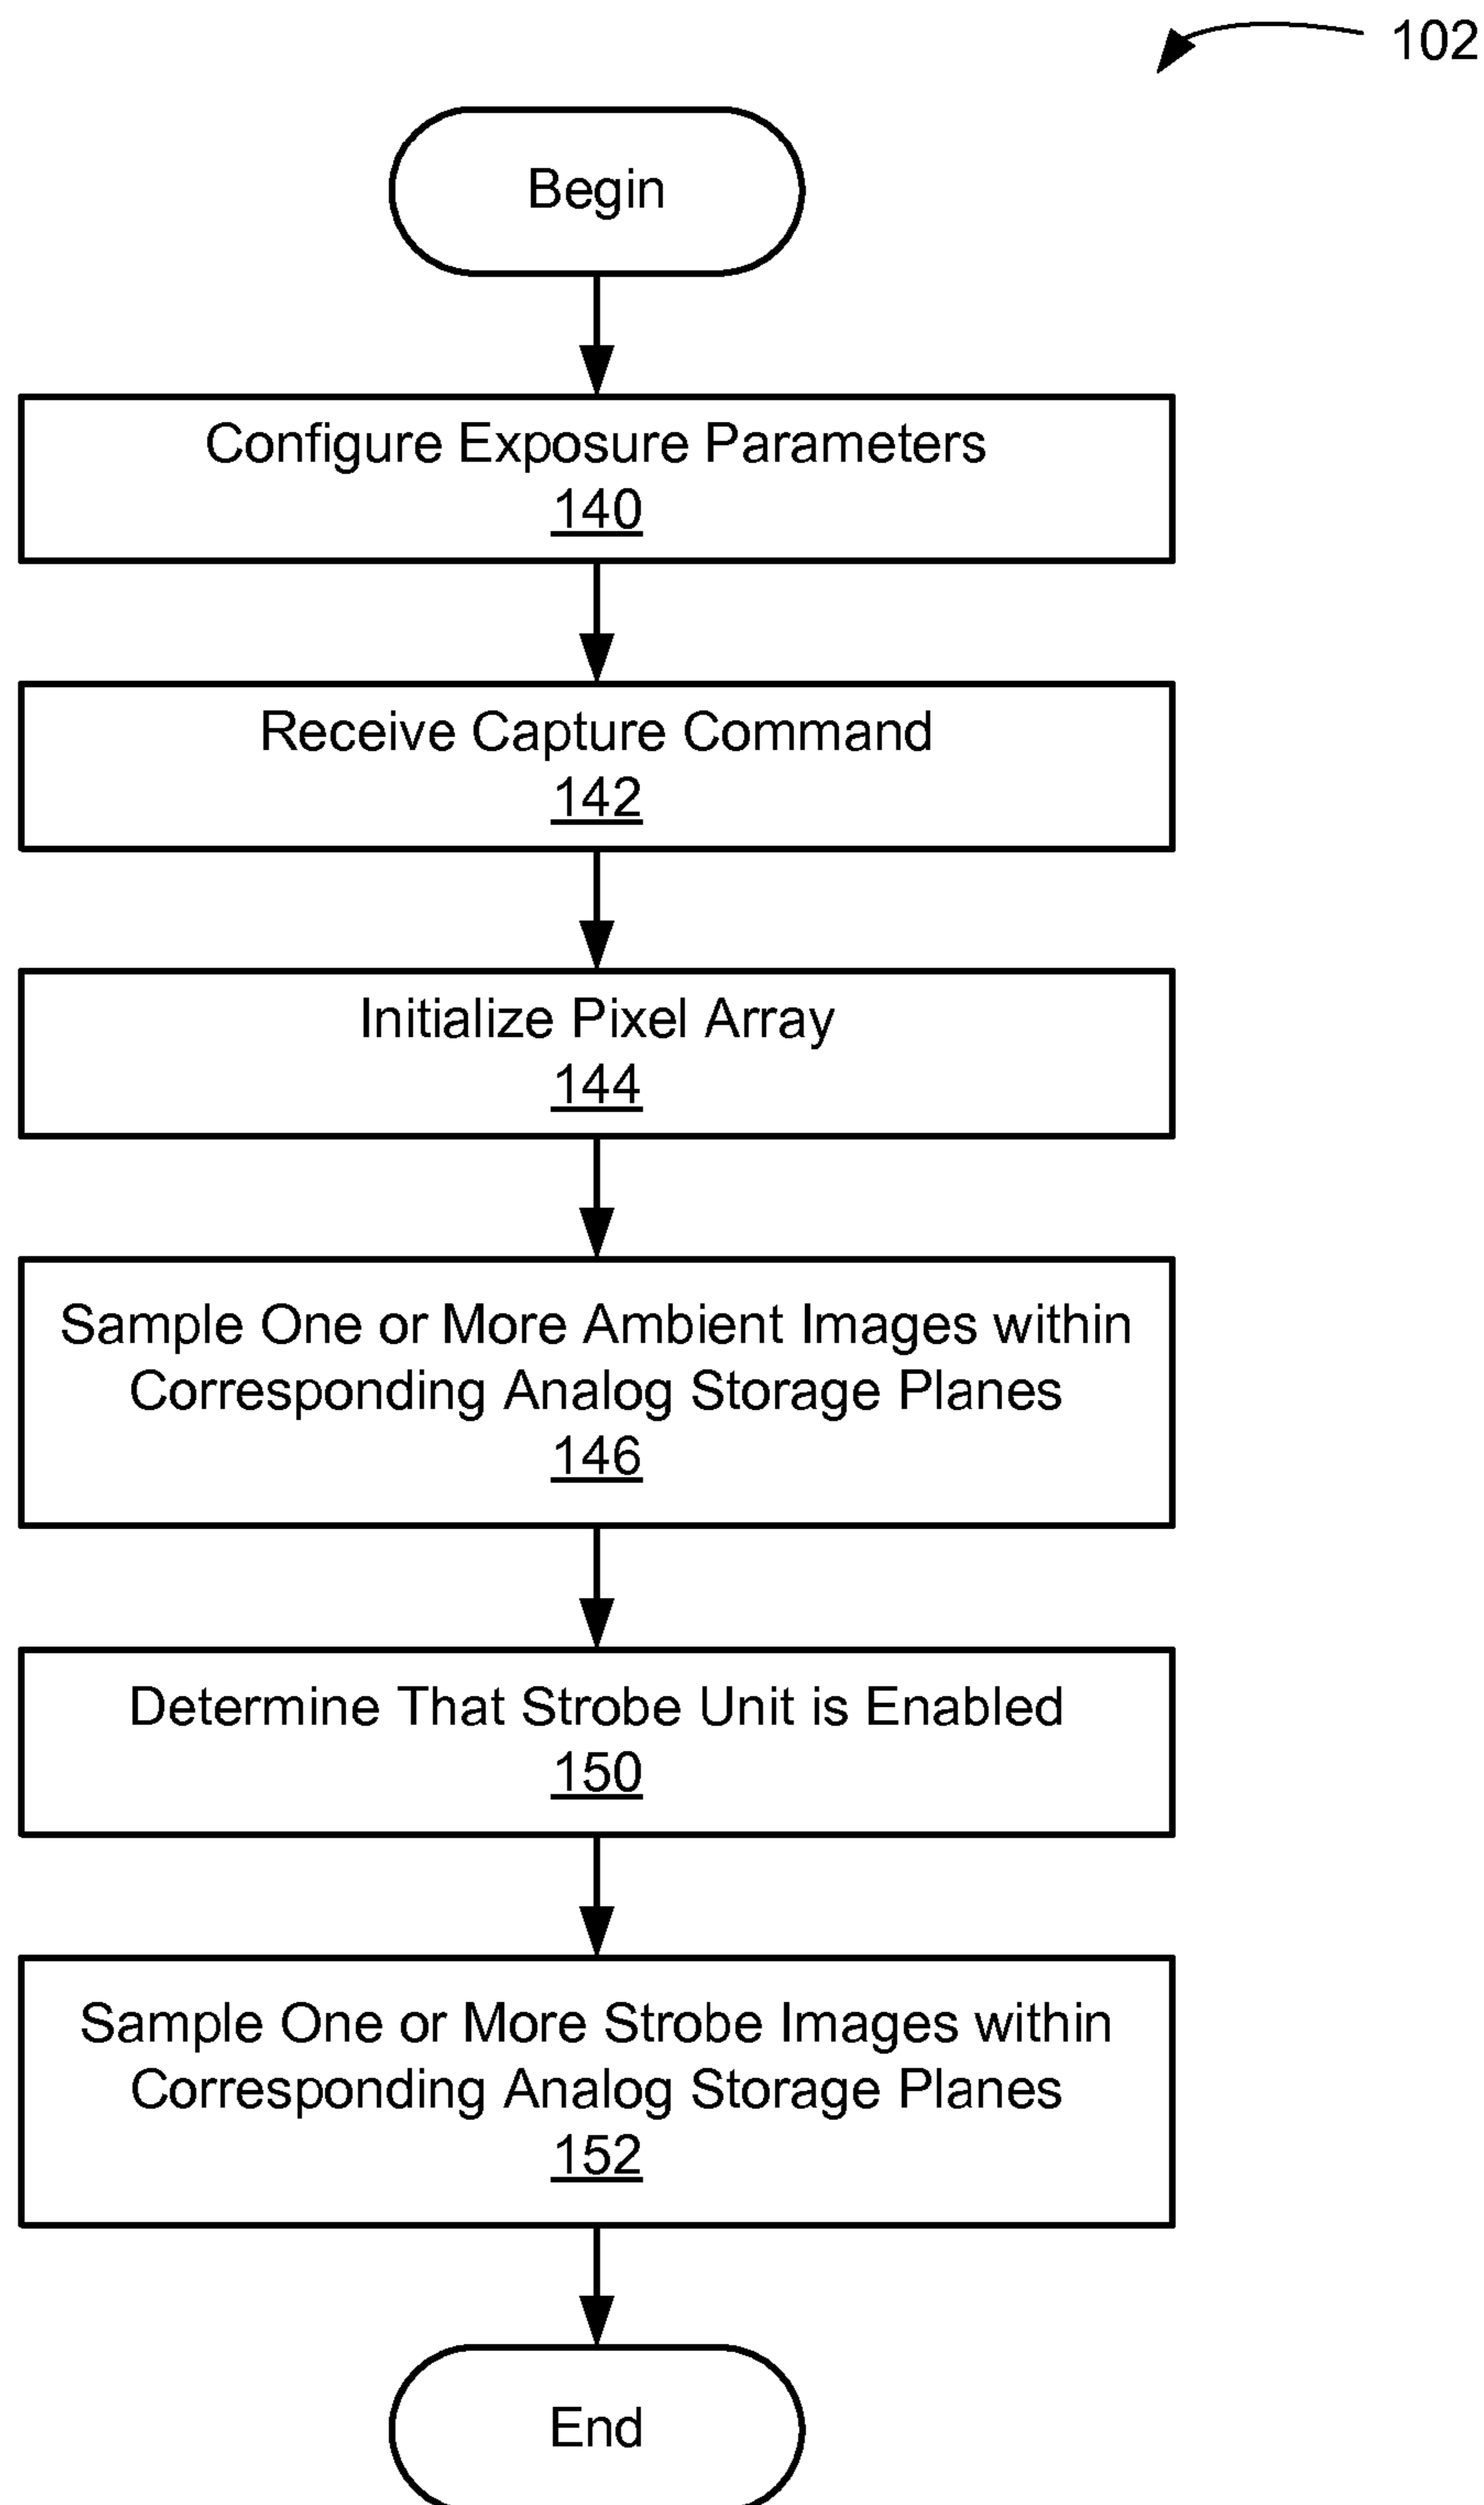 102
Begin
Configure Exposure Parameters
140
Receive Capture Command
142
Initialize Pixel Array
144
Sample One or More Ambient Images within
Corresponding Analog Storage Planes
146
Determine That Strobe Unit is Enabled
150
Sample One or More Strobe Images within
Corresponding Analog Storage Planes
152
End